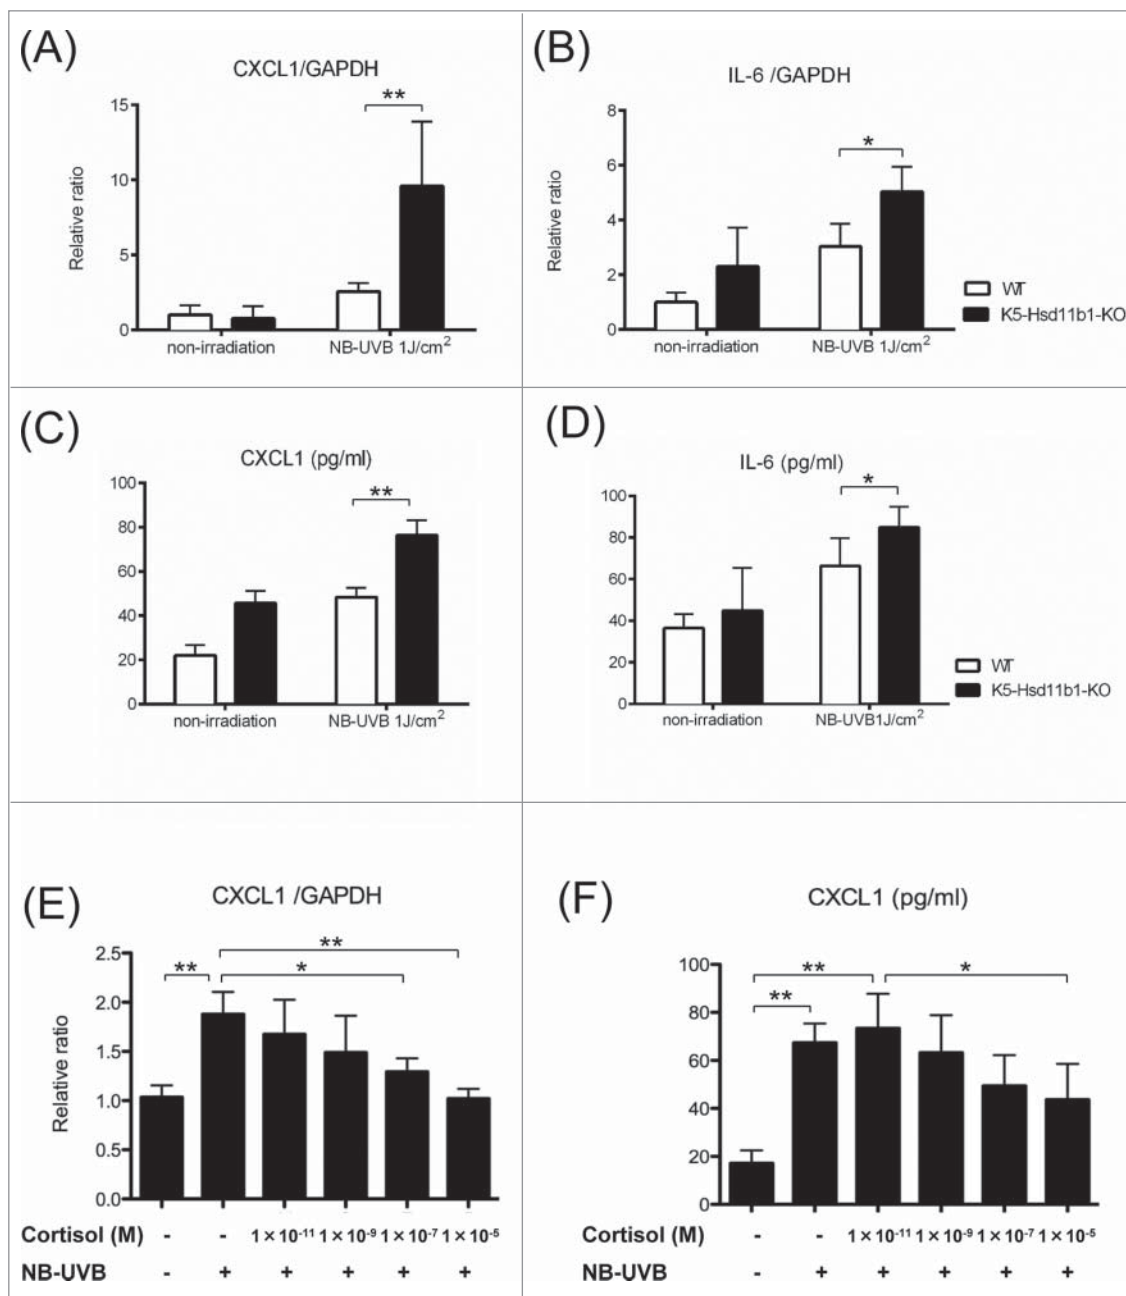 (A)
CXCL1/GAPDH
**
15
10
5
0
Relative ratio
non-irradiation NB-UVB 1J/cm²
(B)
IL-6 /GAPDH
*
8
6
4
2
0
Relative ratio
non-irradiation NB-UVB 1J/cm²
WT
K5-Hsd11b1-KO
(C)
CXCL1 (pg/ml)
**
100
80
60
40
20
0
non-irradiation NB-UVB 1J/cm²
(D)
IL-6 (pg/ml)
*
100
80
60
40
20
0
non-irradiation NB-UVB1J/cm²
WT
K5-Hsd11b1-KO
(E)
CXCL1 /GAPDH
**
** *
2.5
2.0
1.5
1.0
0.5
0.0
Relative ratio
Cortisol (M) - - 1×10⁻¹¹ 1×10⁻⁹ 1×10⁻⁷ 1×10⁻⁵
NB-UVB - + + + + +
(F)
CXCL1 (pg/ml)
** *
**
100
80
60
40
20
0
Cortisol (M) - - 1×10⁻¹¹ 1×10⁻⁹ 1×10⁻⁷ 1×10⁻⁵
NB-UVB - + + + + +